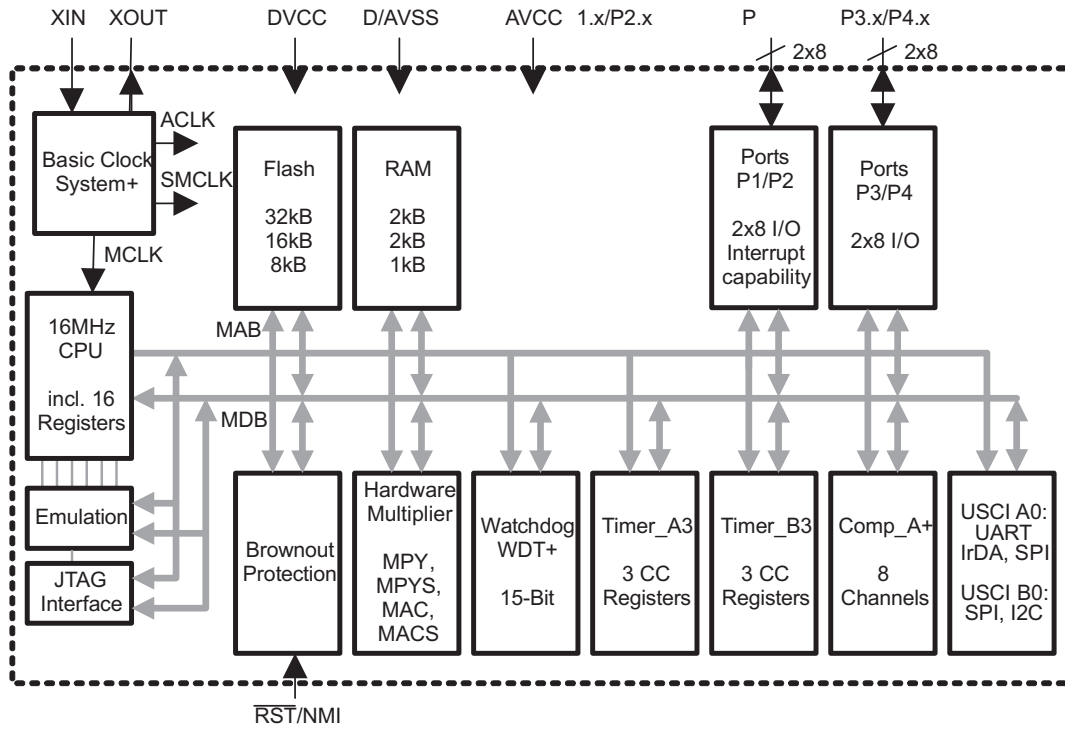 XIN XOUT DVCC D/AVSS AVCC 1.x/P2.x P P3.x/P4.x
2x8 2x8
ACLK
Basic Clock
System+
SMCLK
MCLK
Flash
32kB
16kB
8kB
RAM
2kB
2kB
1kB
Ports
P1/P2
2x8 I/O
Interrupt
capability
Ports
P3/P4
2x8 I/O
16MHz
CPU
incl. 16
Registers
MAB
MDB
Emulation
JTAG
Interface
Brownout
Protection
Hardware
Multiplier
MPY,
MPYS,
MAC,
MACS
Watchdog
WDT+
15-Bit
Timer_A3
3 CC
Registers
Timer_B3
3 CC
Registers
Comp_A+
8
Channels
USCI A0:
UART
IrDA, SPI
USCI B0:
SPI, I2C
RST/NMI